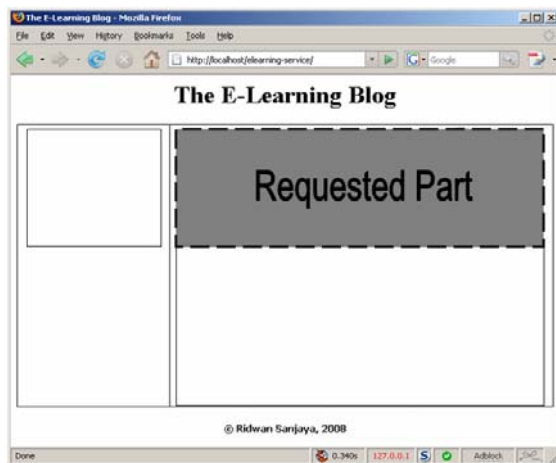 The E-Learning Blog - Mozilla Firefox
File Edit View History Bookmarks Tools Help
http://localhost/elearning-service/
G Google
The E-Learning Blog
Requested Part
© Ridwan Sanjaya, 2008
Done 0.340s 127.0.0.1 S Adblock